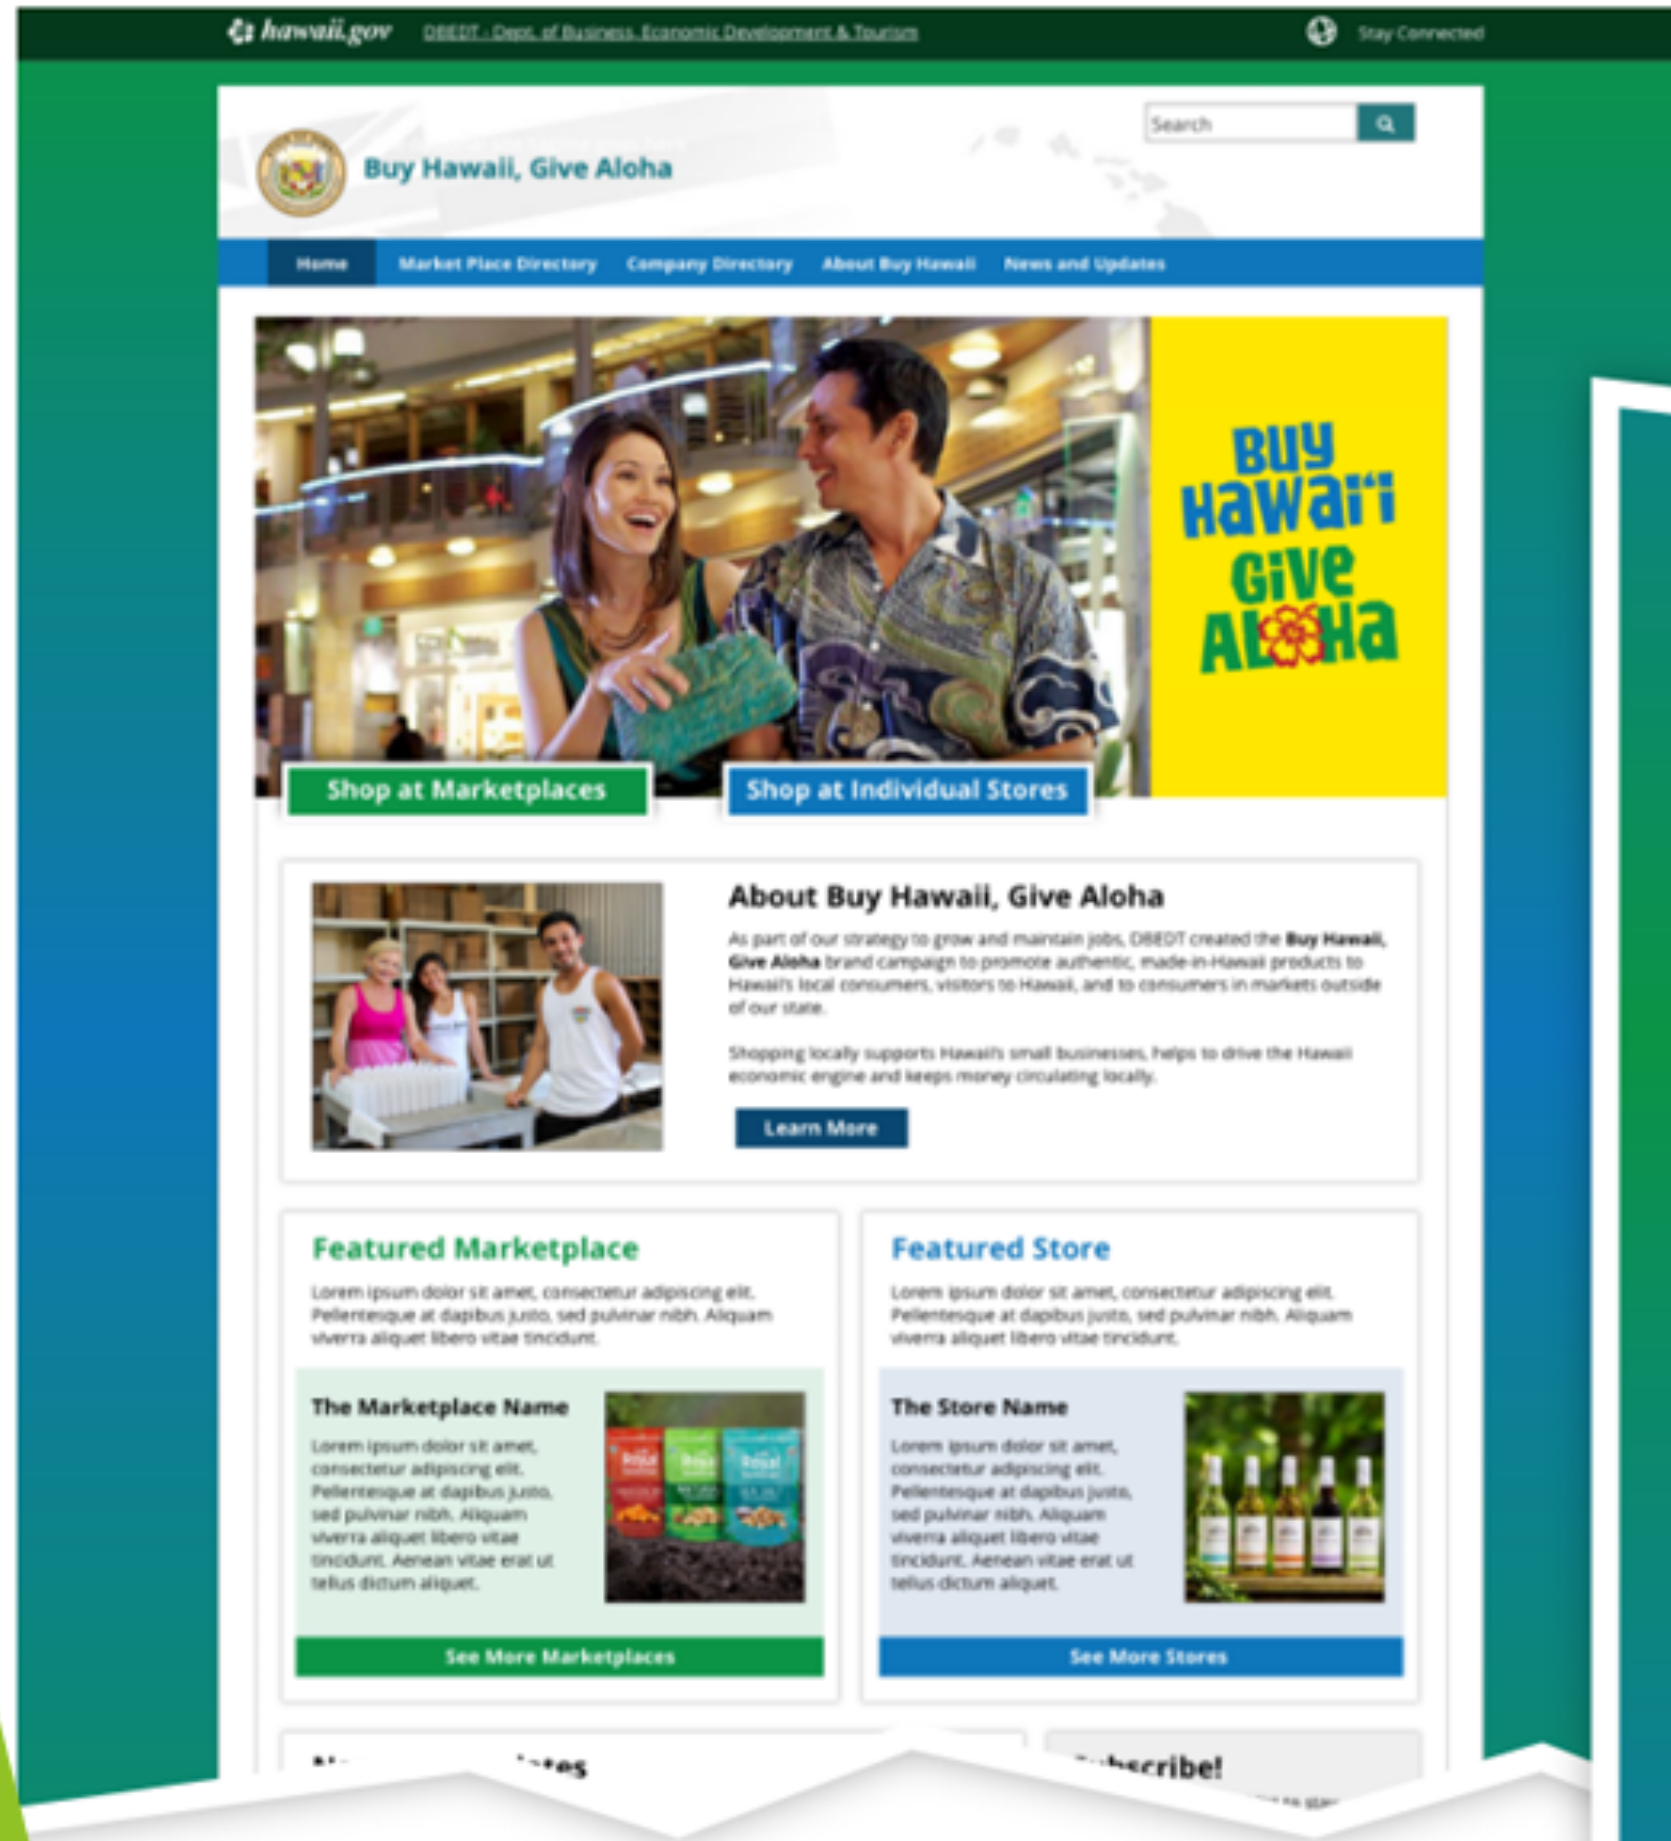 hawaii.gov DBEDT - Dept. of Business, Economic Development & Tourism Stay Connected
Search
Buy Hawaii, Give Aloha
Home Market Place Directory Company Directory About Buy Hawaii News and Updates
BUY
HAWAIʻI
GIVE
ALOHA
Shop at Marketplaces Shop at Individual Stores
About Buy Hawaii, Give Aloha
As part of our strategy to grow and maintain jobs, DBEDT created the Buy Hawaii,
Give Aloha brand campaign to promote authentic, made-in-Hawaii products to
Hawaii's local consumers, visitors to Hawaii, and to consumers in markets outside
of our state.
Shopping locally supports Hawaii's small businesses, helps to drive the Hawaii
economic engine and keeps money circulating locally.
Learn More
Featured Marketplace
Lorem ipsum dolor sit amet, consectetur adipiscing elit.
Pellentesque at dapibus justo, sed pulvinar nibh. Aliquam
viverra aliquet libero vitae tincidunt.
The Marketplace Name
Lorem ipsum dolor sit amet,
consectetur adipiscing elit.
Pellentesque at dapibus justo,
sed pulvinar nibh. Aliquam
viverra aliquet libero vitae
tincidunt. Aenean vitae erat ut
tellus dictum aliquet.
Royal Royal Royal
See More Marketplaces
Featured Store
Lorem ipsum dolor sit amet, consectetur adipiscing elit.
Pellentesque at dapibus justo, sed pulvinar nibh. Aliquam
viverra aliquet libero vitae tincidunt.
The Store Name
Lorem ipsum dolor sit amet,
consectetur adipiscing elit.
Pellentesque at dapibus justo,
sed pulvinar nibh. Aliquam
viverra aliquet libero vitae
tincidunt. Aenean vitae erat ut
tellus dictum aliquet.
See More Stores